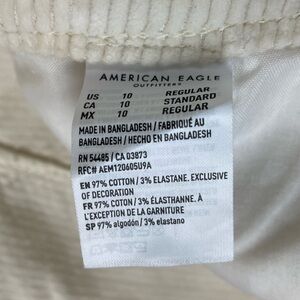 AMERICAN EAGLE
OUTFITTERS
US 10 REGULAR
CA 10 STANDARD
MX 10 REGULAR
MADE IN BANGLADESH / FABRIQUÉ AU
BANGLADESH / HECHO EN BANGLADESH
RN 54485 / CA 03873
RFC# AEM120605U9A
EN 97% COTTON / 3% ELASTANE. EXCLUSIVE
OF DECORATION
FR 97% COTON / 3% ÉLASTHANNE. À
L'EXCEPTION DE LA GARNITURE
SP 97% algodón / 3% elastano